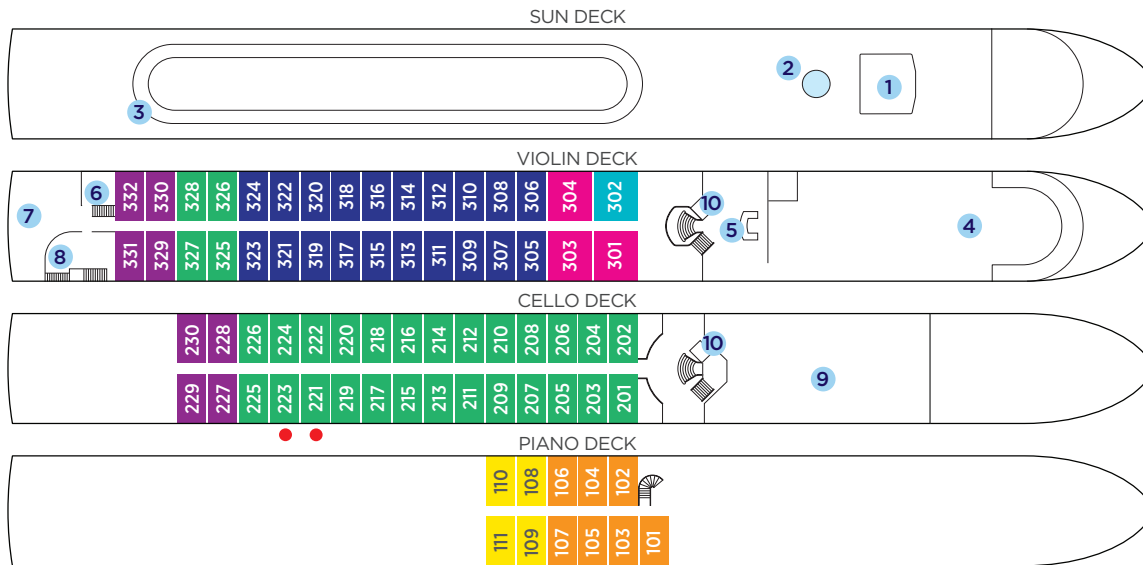 SUN DECK
2
1
3
VIOLIN DECK
6 332 330 328 326 324 322 320 318 316 314 312 310 308 306 304 302 10
7 5 4
8 331 329 327 325 323 321 319 317 315 313 311 309 307 305 303 301
CELLO DECK
230 228 226 224 222 220 218 216 214 212 210 208 206 204 202 10
229 227 225 223 221 219 217 215 213 211 209 207 205 203 201 9
PIANO DECK
110 108 106 104 102
111 109 107 105 103 101